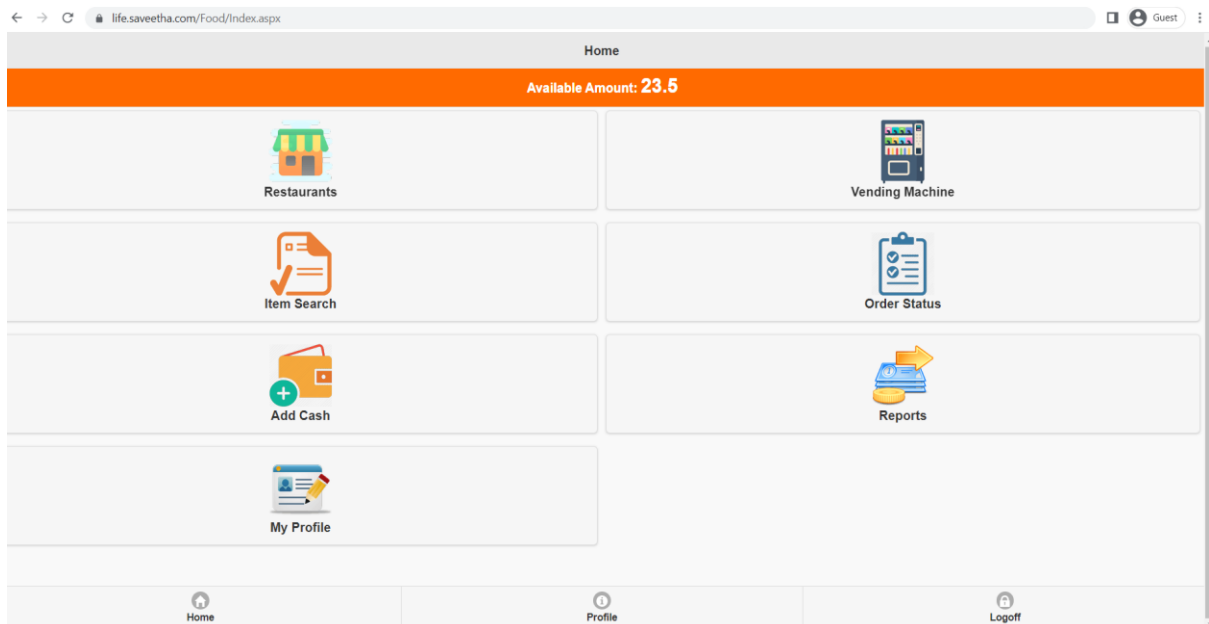 life.saveetha.com/Food/Index.aspx
Guest
Home
Available Amount: 23.5
Restaurants
Vending Machine
Item Search
Order Status
Add Cash
Reports
My Profile
Home
Profile
Logoff